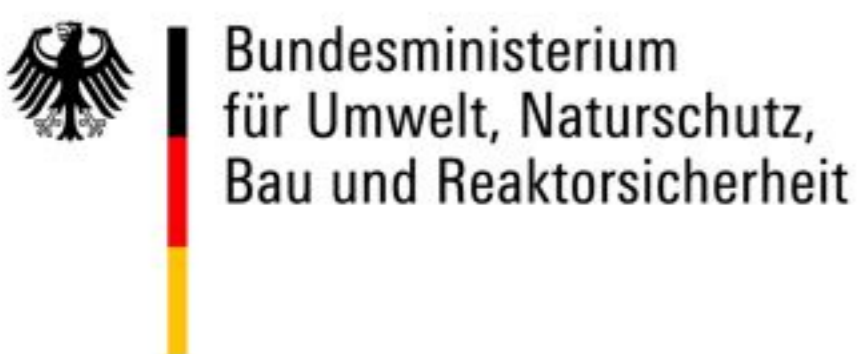 Bundesministerium
für Umwelt, Naturschutz,
Bau und Reaktorsicherheit